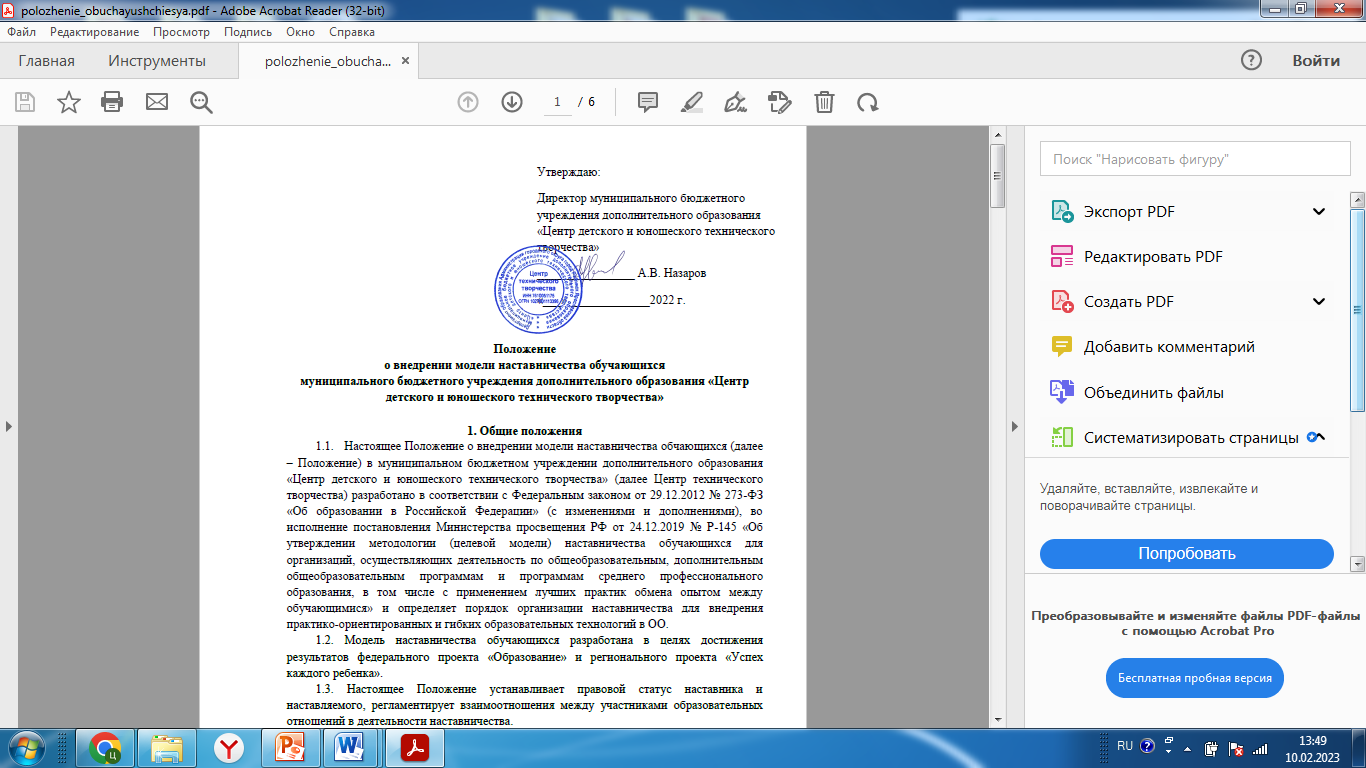 polozhenie_obuchayushchiesya.pdf - Adobe Acrobat Reader (32-bit)
Файл Редактирование Просмотр Подпись Окно Справка
Главная Инструменты polozhenie_obucha... × Войти
1 / 6
Утверждаю:
Директор муниципального бюджетного
учреждения дополнительного образования
«Центр детского и юношеского технического
творчества»
А.В. Назаров
2022 г.
Центр
технического
творчества
Положение
о внедрении модели наставничества обучающихся
муниципального бюджетного учреждения дополнительного образования «Центр
детского и юношеского технического творчества»
1. Общие положения
1.1. Настоящее Положение о внедрении модели наставничества обчающихся (далее
– Положение) в муниципальном бюджетном учреждении дополнительного образования
«Центр детского и юношеского технического творчества» (далее Центр технического
творчества) разработано в соответствии с Федеральным законом от 29.12.2012 № 273-ФЗ
«Об образовании в Российской Федерации» (с изменениями и дополнениями), во
исполнение постановления Министерства просвещения РФ от 24.12.2019 № Р-145 «Об
утверждении методологии (целевой модели) наставничества обучающихся для
организаций, осуществляющих деятельность по общеобразовательным, дополнительным
общеобразовательным программам и программам среднего профессионального
образования, в том числе с применением лучших практик обмена опытом между
обучающимися» и определяет порядок организации наставничества для внедрения
практико-ориентированных и гибких образовательных технологий в ОО.
1.2. Модель наставничества обучающихся разработана в целях достижения
результатов федерального проекта «Образование» и регионального проекта «Успех
каждого ребенка».
1.3. Настоящее Положение устанавливает правовой статус наставника и
наставляемого, регламентирует взаимоотношения между участниками образовательных
отношений в деятельности наставничества.
Поиск "Нарисовать фигуру"
Экспорт PDF
Редактировать PDF
Создать PDF
Добавить комментарий
Объединить файлы
Систематизировать страницы
Удаляйте, вставляйте, извлекайте и
поворачивайте страницы.
Попробовать
Преобразовывайте и изменяйте файлы PDF-файлы
с помощью Acrobat Pro
Бесплатная пробная версия
RU
13:49
10.02.2023